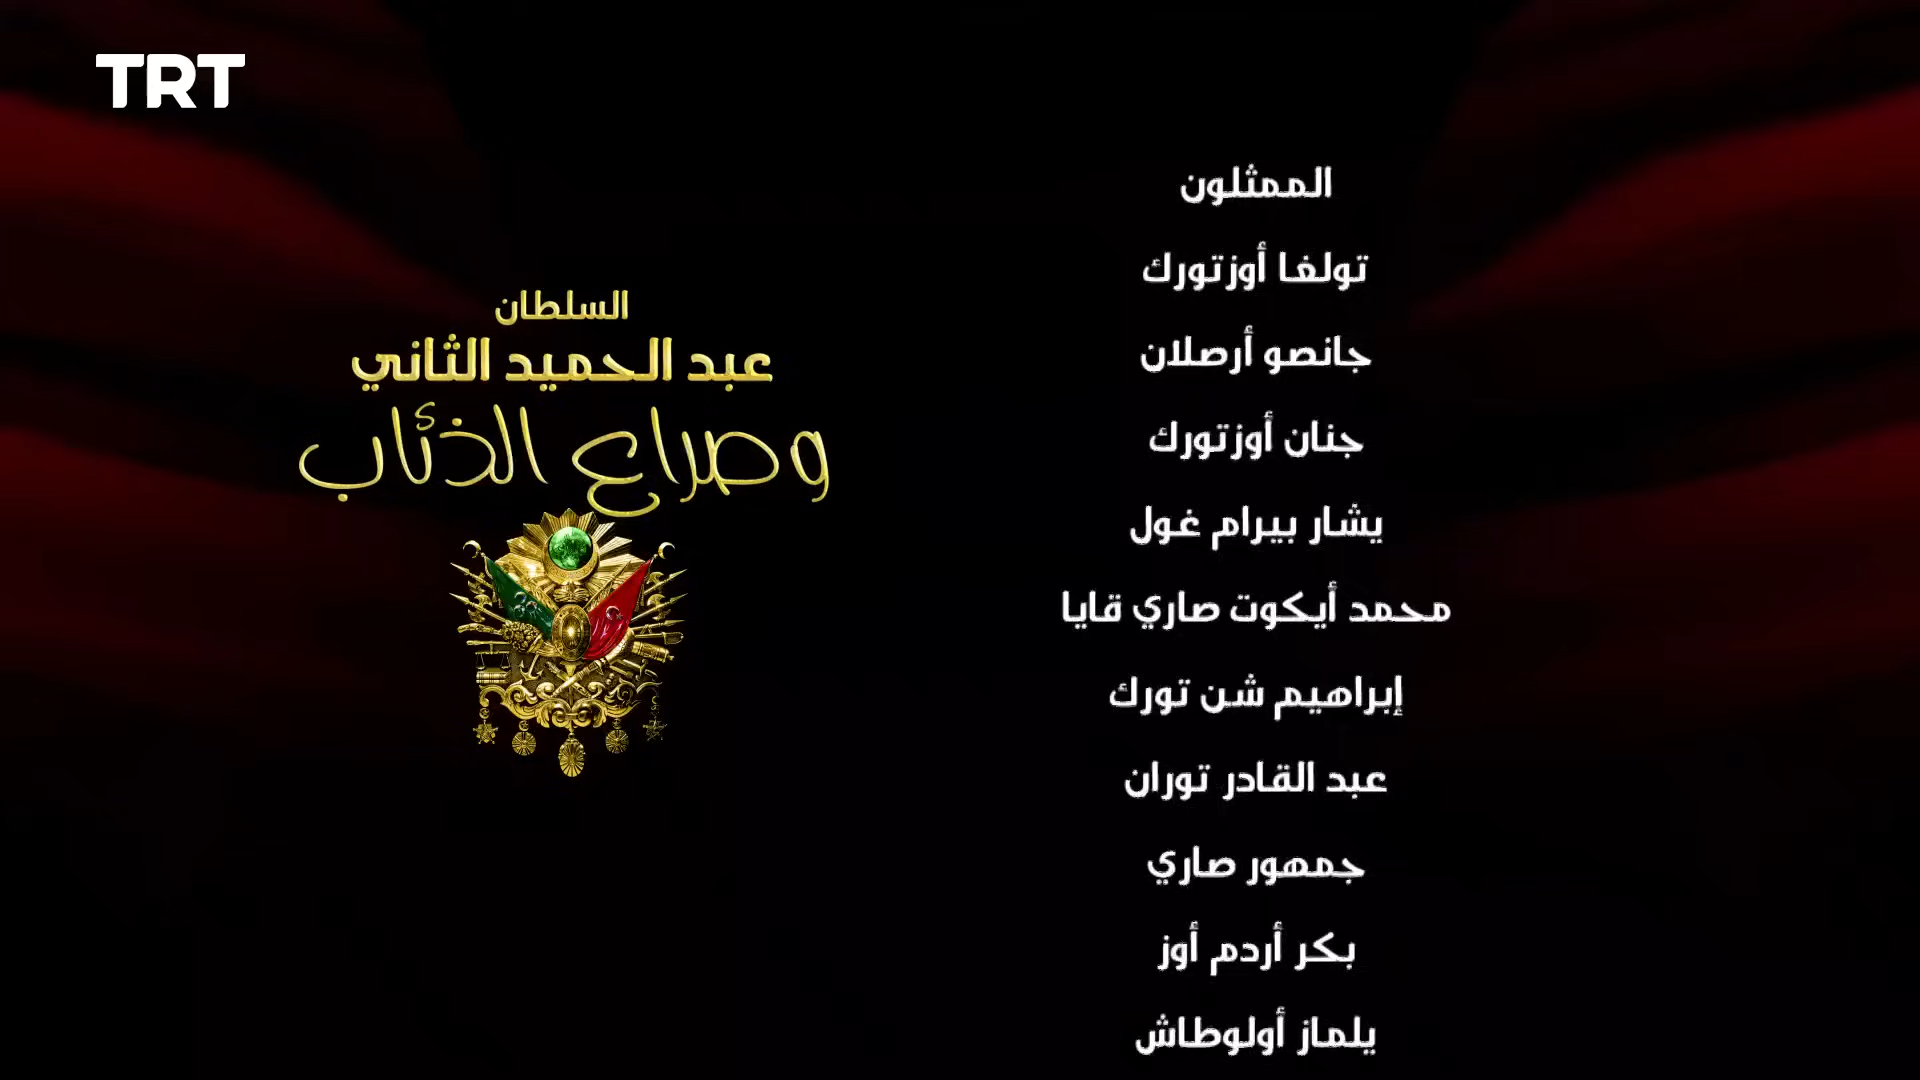 TRT
السلطان
عبد الحميد الثاني
وصراع الذئاب
الممثلون
تولغا أوزتورك
جانصو أرصلان
جنان أوزتورك
يشار بيرام غول
محمد أيكوت صاري قايا
إبراهيم شن تورك
عبد القادر توران
جمهور صاري
بكر أردم أوز
يلماز أولوطاش